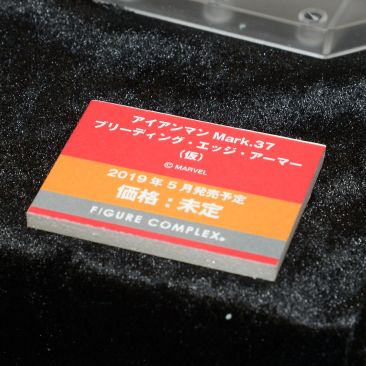 アイアンマン Mark.37
ブリーディング・エッジ・アーマー
（仮）
© MARVEL
2019年5月発売予定
価格：未定
FIGURE COMPLEX®